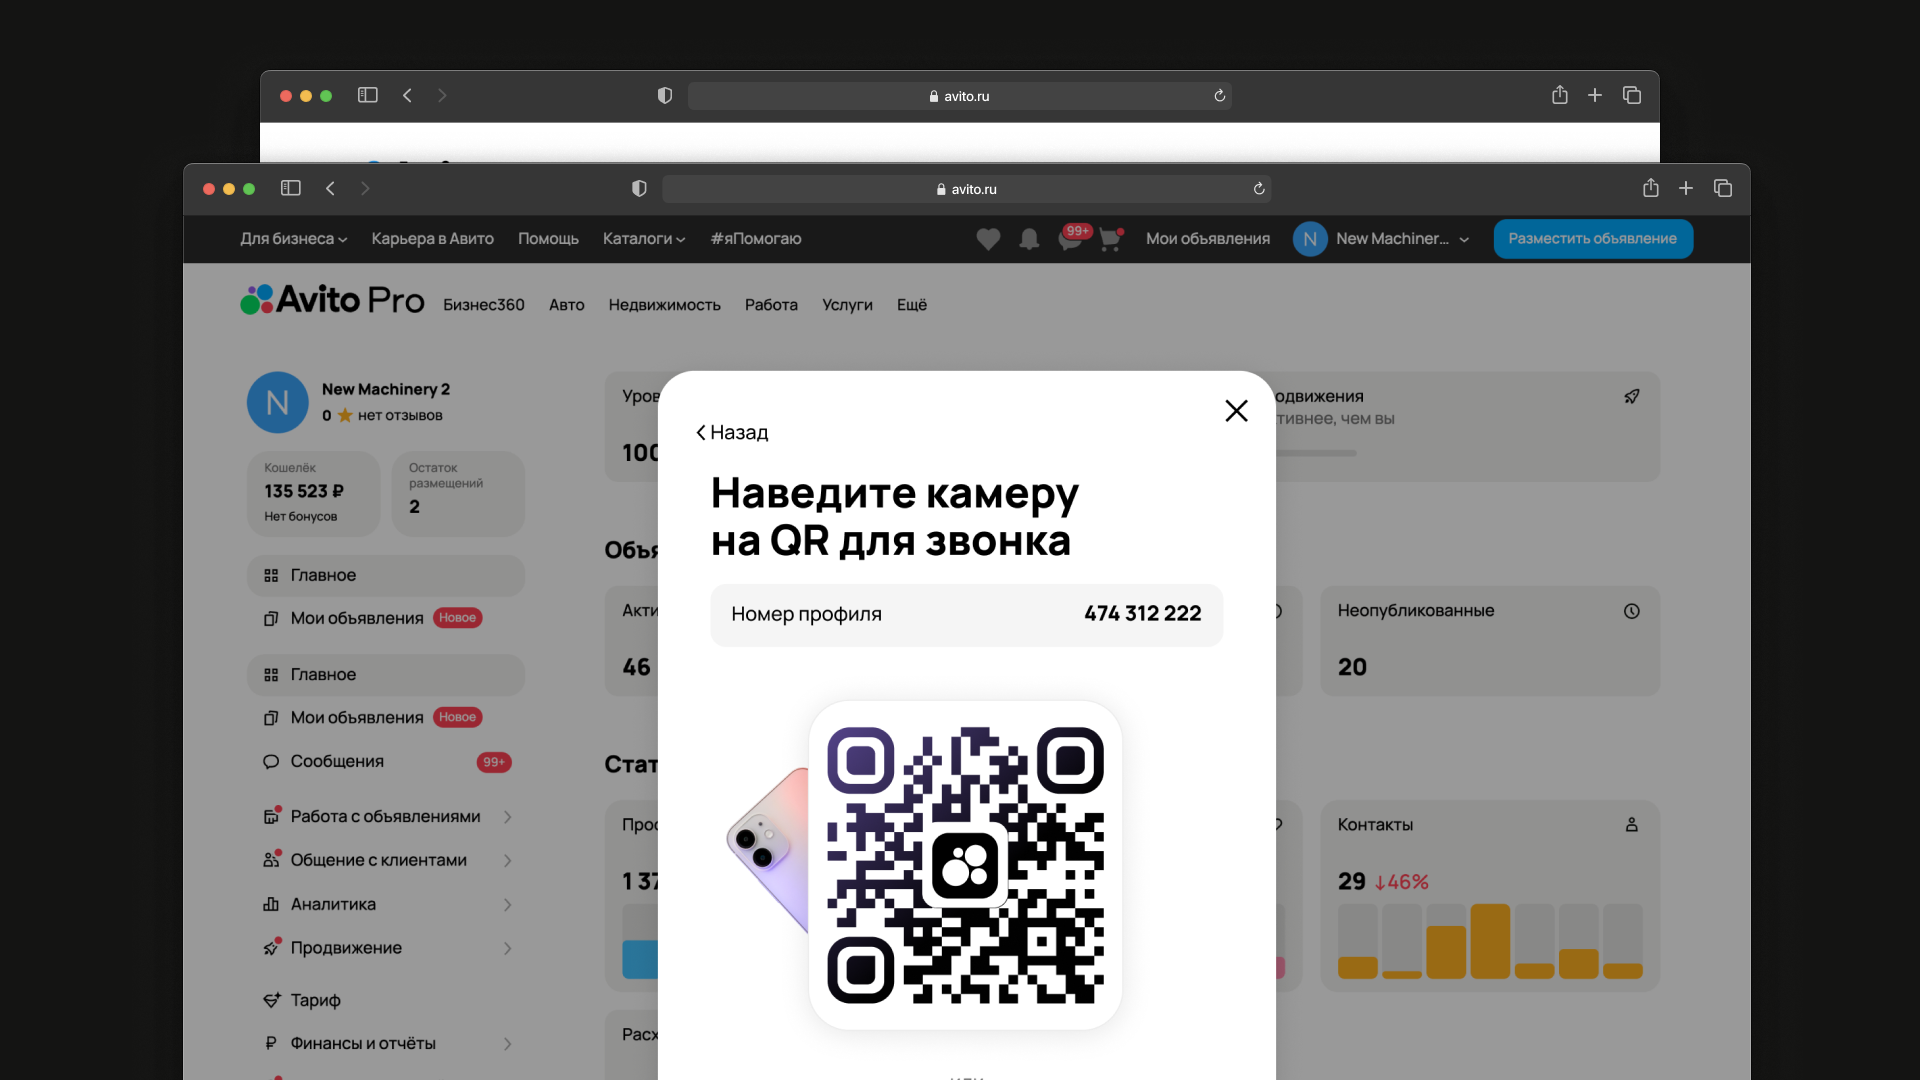 avito.ru
avito.ru
Для бизнеса
Карьера в Авито
Помощь
Каталоги
#яПомогаю
99+
Мои объявления
N
New Machiner...
Разместить объявление
Avito Pro
Бизнес360
Авто
Недвижимость
Работа
Услуги
Ещё
N
New Machinery 2
0 нет отзывов
Кошелёк
135 523 ₽
Нет бонусов
Остаток
размещений
2
Главное
Мои объявления Новое
Главное
Мои объявления Новое
Сообщения 99+
Работа с объявлениями
Общение с клиентами
Аналитика
Продвижение
Тариф
Финансы и отчёты
Назад
Наведите камеру
на QR для звонка
Номер профиля 474 312 222
чем вы
46
Неопубликованные
20
Контакты
29 ↓46%